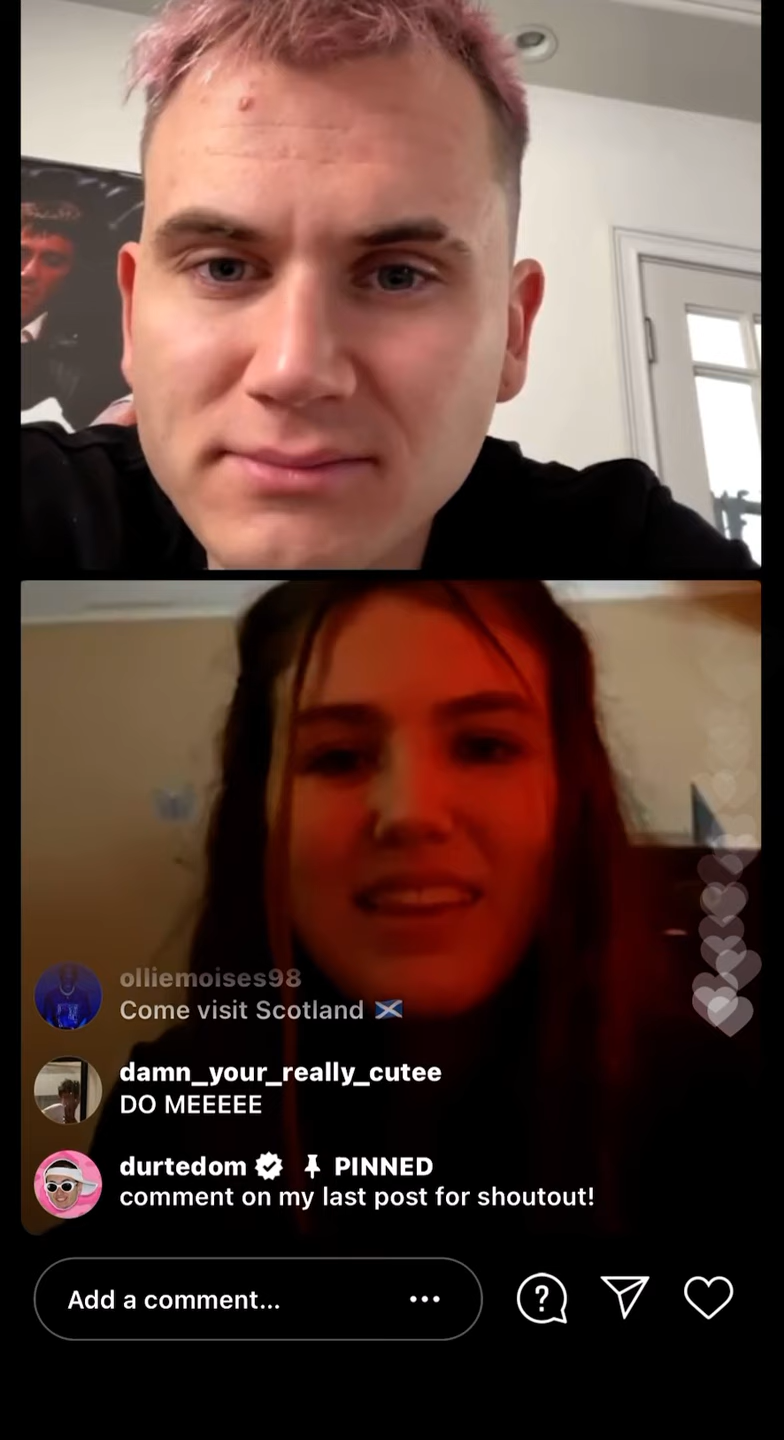 olliemoises98
Come visit Scotland 🏴󠁧󠁢󠁳󠁣󠁴󠁿
damn_your_really_cutee
DO MEEEEE
durtedom PINNED
comment on my last post for shoutout!
Add a comment...